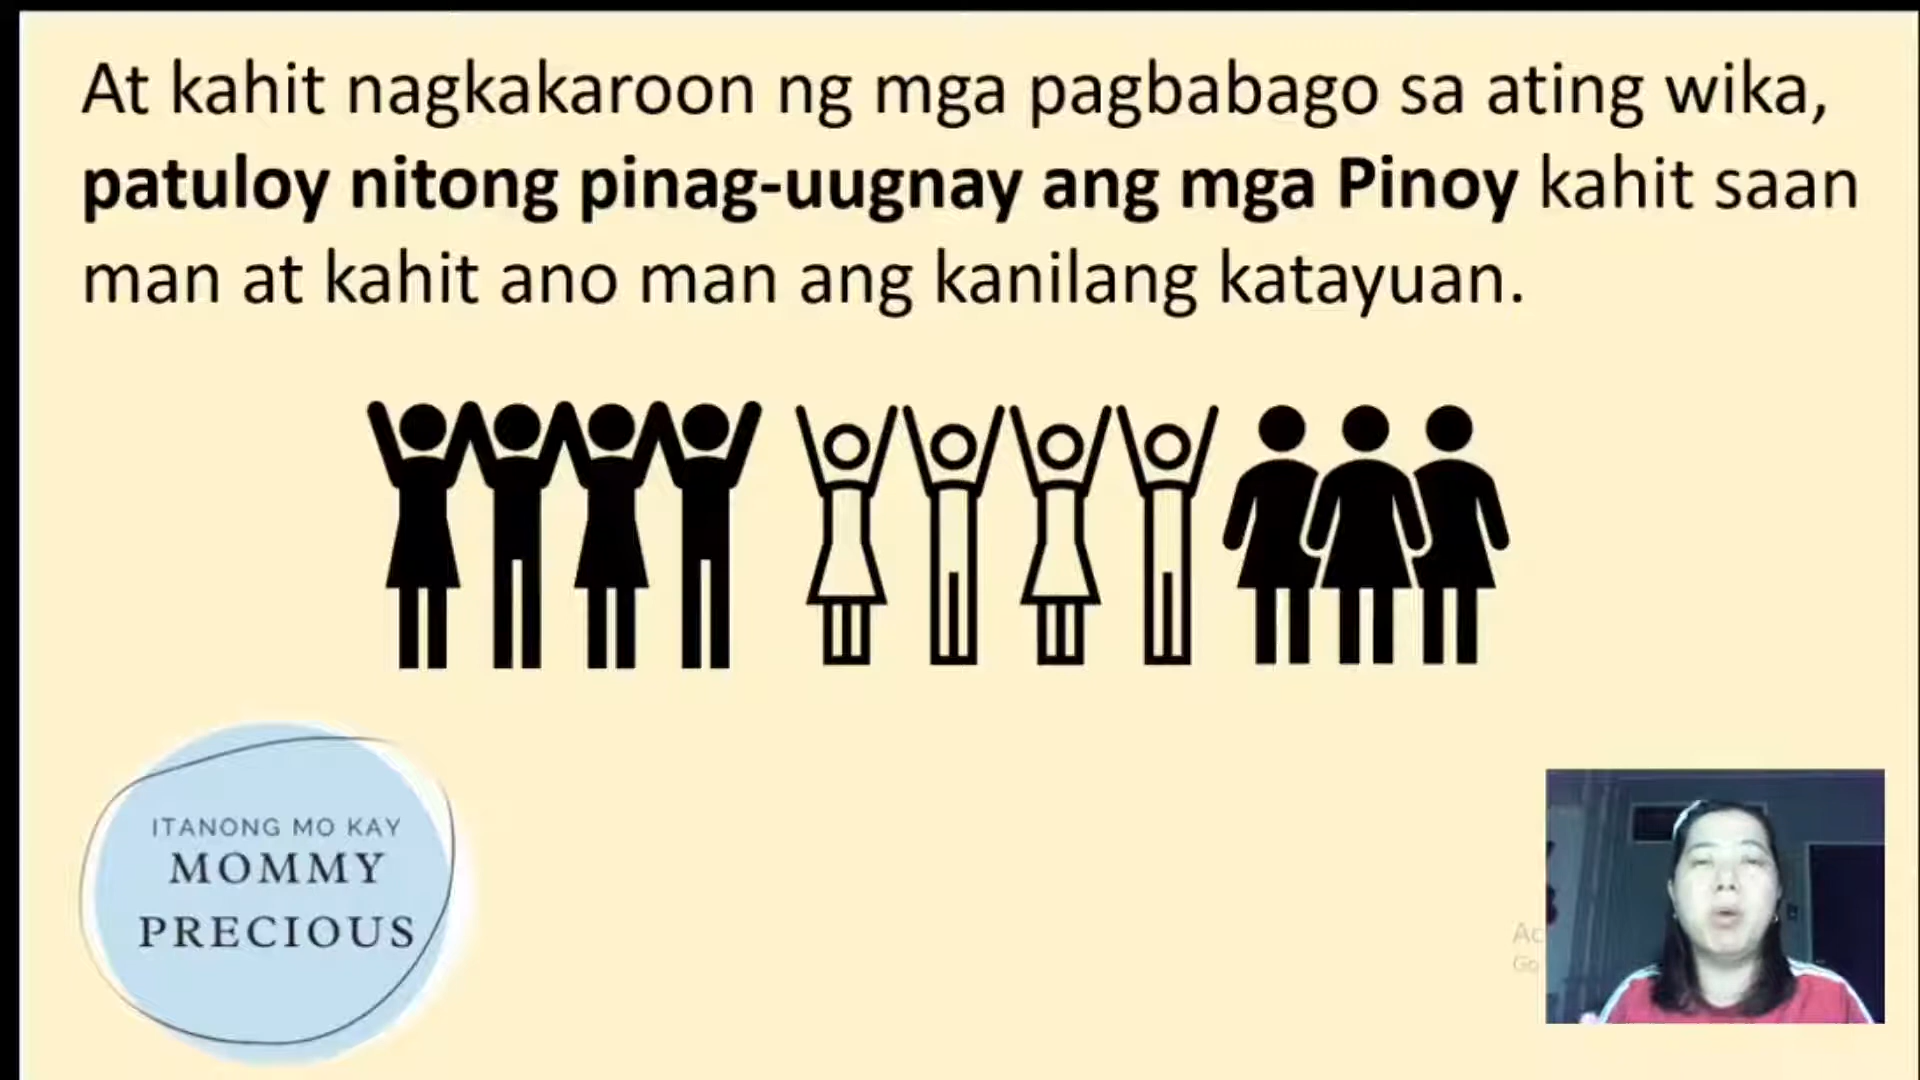 At kahit nagkakaroon ng mga pagbabago sa ating wika,
patuloy nitong pinag-uugnay ang mga Pinoy kahit saan
man at kahit ano man ang kanilang katayuan.
ITANONG MO KAY
MOMMY
PRECIOUS